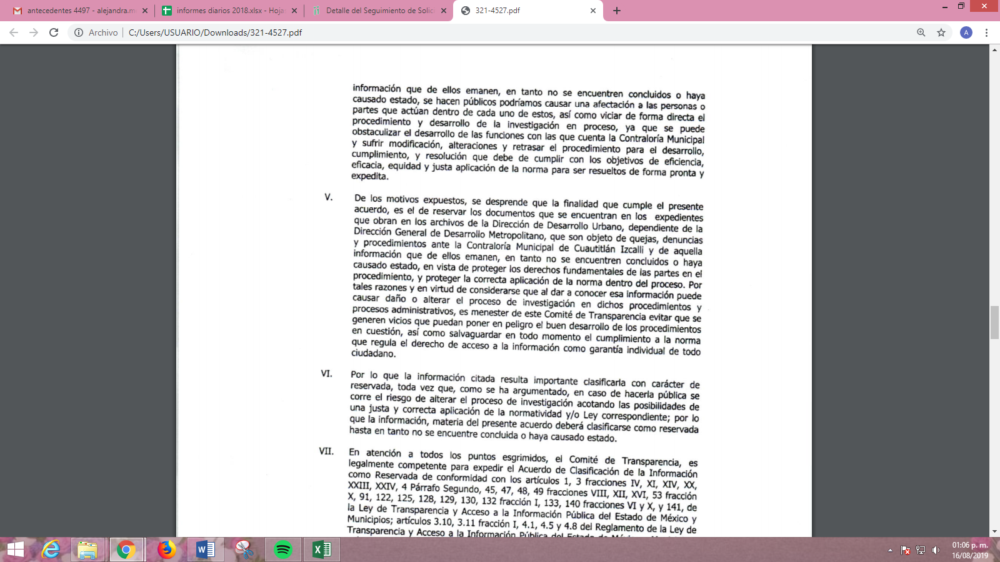 antecedentes 4497 - alejandra.m
informes diarios 2018.xlsx - Hoja
Detalle del Seguimiento de Solic
321-4527.pdf
Archivo
C:/Users/USUARIO/Downloads/321-4527.pdf
A
información que de ellos emanen, en tanto no se encuentren concluidos o haya
causado estado, se hacen públicos podríamos causar una afectación a las personas o
partes que actúan dentro de cada uno de estos, así como viciar de forma directa el
procedimiento y desarrollo de la investigación en proceso, ya que se puede
obstaculizar el desarrollo de las funciones con las que cuenta la Contraloría Municipal
y sufrir modificación, alteraciones y retrasar el procedimiento para el desarrollo,
cumplimiento, y resolución que debe de cumplir con los objetivos de eficiencia,
eficacia, equidad y justa aplicación de la norma para ser resueltos de forma pronta y
expedita.
V. De los motivos expuestos, se desprende que la finalidad que cumple el presente
acuerdo, es el de reservar los documentos que se encuentran en los expedientes
que obran en los archivos de la Dirección de Desarrollo Urbano, dependiente de la
Dirección General de Desarrollo Metropolitano, que son objeto de quejas, denuncias
y procedimientos ante la Contraloría Municipal de Cuautitlán Izcalli y de aquella
información que de ellos emanen, en tanto no se encuentren concluidos o haya
causado estado, en vista de proteger los derechos fundamentales de las partes en el
procedimiento, y proteger la correcta aplicación de la norma dentro del proceso. Por
tales razones y en virtud de considerarse que al dar a conocer esa información puede
causar daño o alterar el proceso de investigación en dichos procedimientos y
procesos administrativos, es menester de este Comité de Transparencia evitar que se
generen vicios que puedan poner en peligro el buen desarrollo de los procedimientos
en cuestión, así como salvaguardar en todo momento el cumplimiento a la norma
que regula el derecho de acceso a la información como garantía individual de todo
ciudadano.
VI. Por lo que la información citada resulta importante clasificarla con carácter de
reservada, toda vez que, como se ha argumentado, en caso de hacerla pública se
corre el riesgo de alterar el proceso de investigación acotando las posibilidades de
una justa y correcta aplicación de la normatividad y/o Ley correspondiente; por lo
que la información, materia del presente acuerdo deberá clasificarse como reservada
hasta en tanto no se encuentre concluida o haya causado estado.
VII. En atención a todos los puntos esgrimidos, el Comité de Transparencia, es
legalmente competente para expedir el Acuerdo de Clasificación de la Información
como Reservada de conformidad con los artículos 1, 3 fracciones IV, XI, XIV, XX,
XXIII, XXIV, 4 Párrafo Segundo, 45, 47, 48, 49 fracciones VIII, XII, XVI, 53 fracción
X, 91, 122, 125, 128, 129, 130, 132 fracción I, 133, 140 fracciones VI y X, y 141, de
la Ley de Transparencia y Acceso a la Información Pública del Estado de México y
Municipios; artículos 3.10, 3.11 fracción I, 4.1, 4.5 y 4.8 del Reglamento de la Ley de
Transparencia y Acceso a la Información Pública del Estado de México
01:06 p. m.
16/08/2019